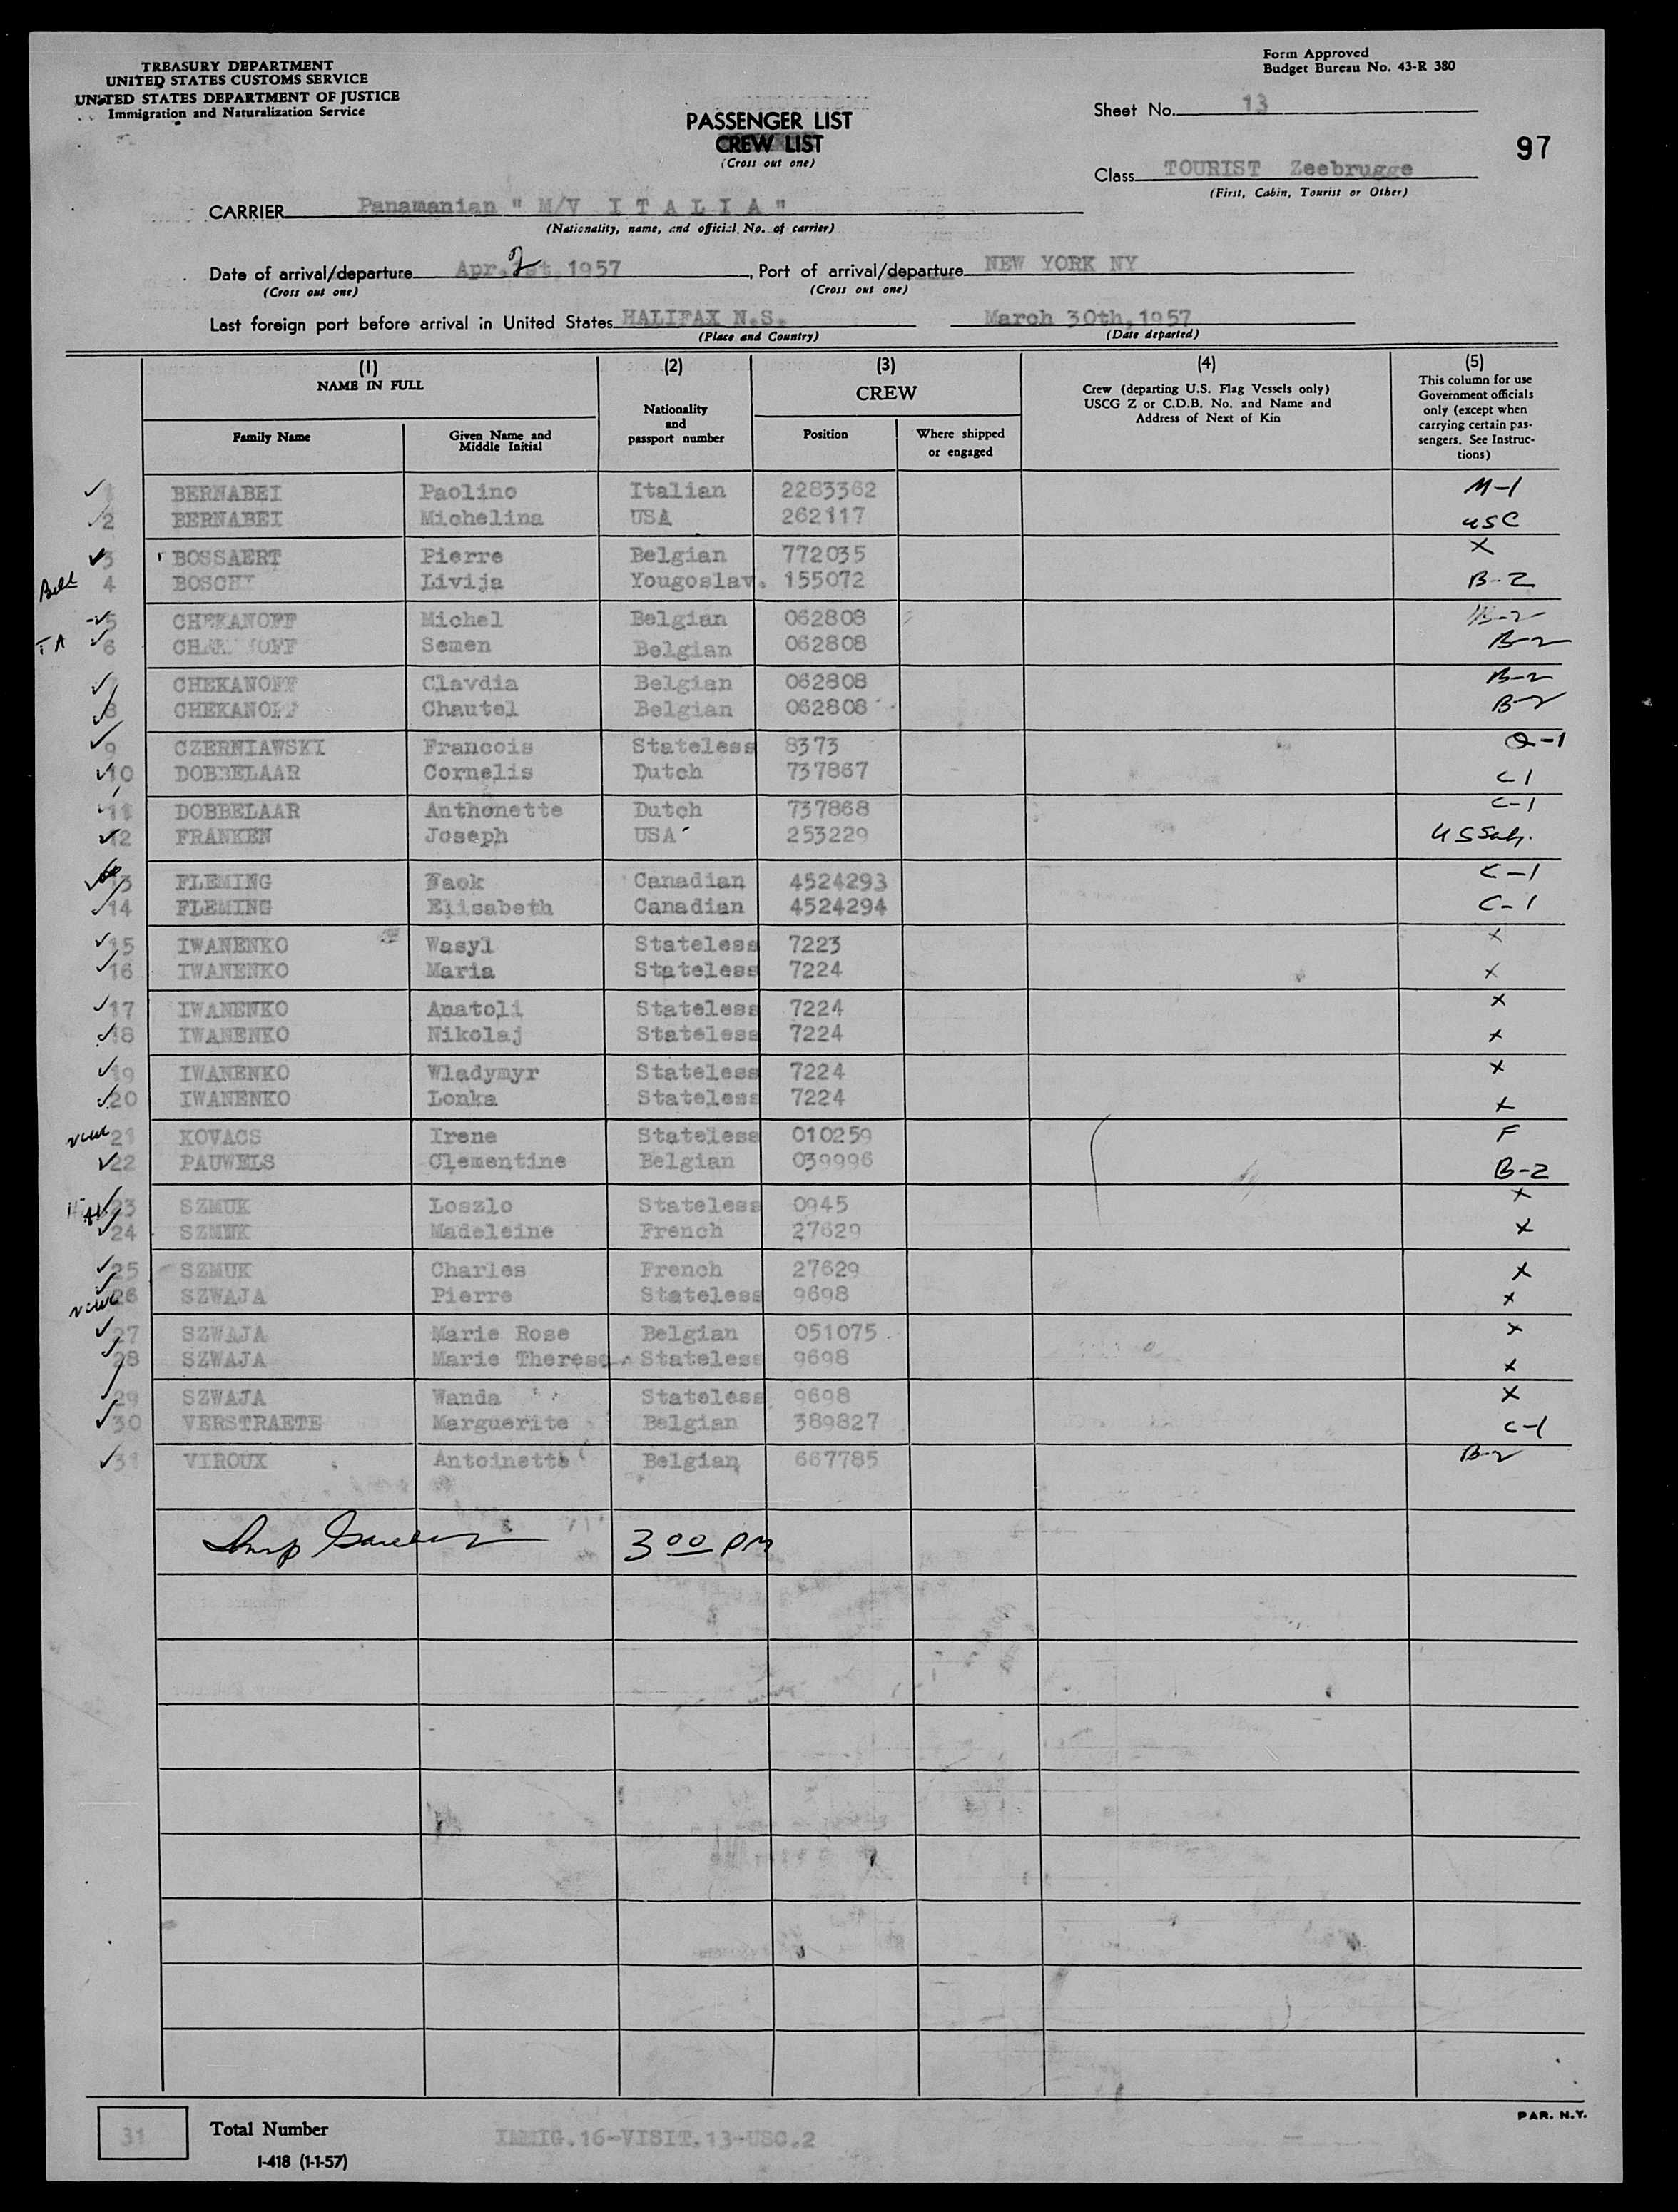 TREASURY DEPARTMENT
UNITED STATES CUSTOMS SERVICE
UNITED STATES DEPARTMENT OF JUSTICE
Immigration and Naturalization Service
Form Approved
Budget Bureau No. 43-R 380
Sheet No. 13
PASSENGER LIST
CREW LIST
(Cross out one)
97
Class TOURIST Zeebrugge
(First, Cabin, Tourist or Other)
CARRIER Panamanian " M/V I T A L I A "
(Nationality, name, and official No. of carrier)
Date of arrival/departure Apr. 2 1st, 1957, Port of arrival/departure NEW YORK NY
(Cross out one) (Cross out one)
Last foreign port before arrival in United States HALIFAX N.S. March 30th, 1957
(Place and Country) (Date departed)
(1) NAME IN FULL
Family Name
Given Name and Middle Initial
(2)
Nationality and passport number
(3)
CREW
Position
Where shipped or engaged
(4)
Crew (departing U.S. Flag Vessels only)
USCG Z or C.D.B. No. and Name and
Address of Next of Kin
(5)
This column for use
Government officials
only (except when
carrying certain pas-
sengers. See Instruc-
tions)
1 BERNABEI Paolino Italian 2283362 M-1
2 BERNABEI Michelina USA 262117 USC
3 BOSSAERT Pierre Belgian 772035 X
4 BOSCHI Livija Yougoslav. 155072 B-2
5 CHEKANOFF Michel Belgian 062808 B-2
TA 6 Semen Belgian 062808 B-2
CHEKANOFF Clavdia Belgian 062808 B-2
8 CHEKANOFF Chautel Belgian 062808 B-2
9 CZERNIAWSKI Francois Stateless 8373 Q-1
10 DOBBELAAR Cornelis Dutch 737867 C1
11 DOBBELAAR Anthonette Dutch 737868 C-1
12 FRANKEN Joseph USA 253229
13 FLEMING Faok Canadian 4524293 C-1
14 FLEMING Elisabeth Canadian 4524294 C-1
15 IWANENKO Wasyl Stateless 7223 X
16 IWANENKO Maria Stateless 7224 X
17 IWANENKO Anatoli Stateless 7224 X
18 IWANENKO Nikolaj Stateless 7224 X
19 IWANENKO Wladymyr Stateless 7224 X
20 IWANENKO Lonka Stateless 7224 X
21 KOVACS Irene Stateless 010259 F
22 PAUWELS Clementine Belgian 039996 B-2
23 SZMUK Loszlo Stateless 0945 X
24 SZMUK Madeleine French 27629 X
25 SZMUK Charles French 27629 X
26 SZWAJA Pierre Stateless 9698 X
27 SZWAJA Marie Rose Belgian 051075 X
28 SZWAJA Marie Therese Stateless 9698 X
29 SZWAJA Wanda Stateless 9698 X
30 VERSTRAETE Marguerite Belgian 389827 C-1
31 VIROUX Antoinette Belgian 667785 B-2
3 00 PM
PAR. N.Y.
31 Total Number IMMIG.16-VISIT.13-USC.2
I-418 (1-1-57)